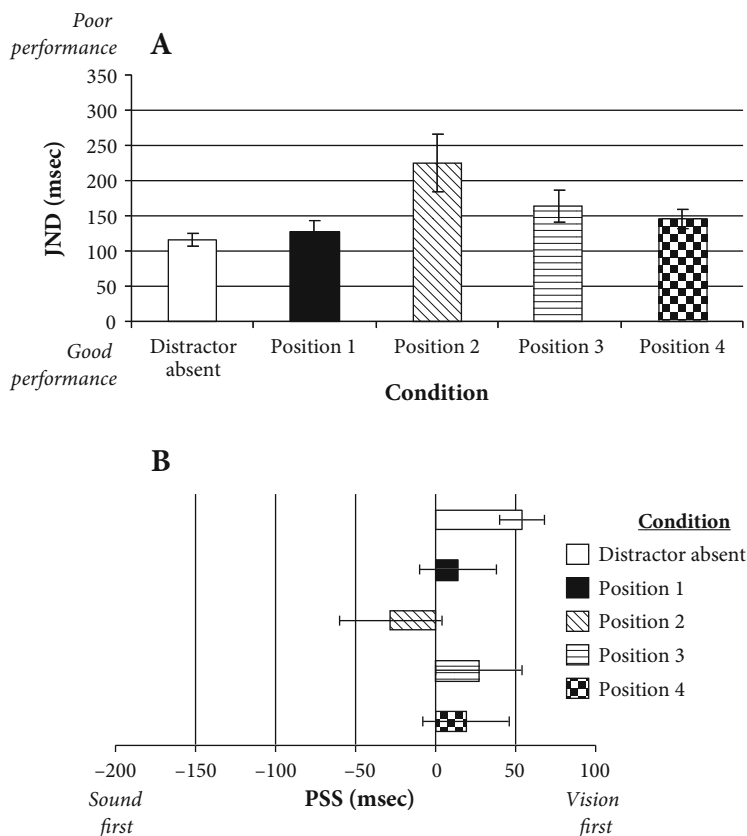 Poor
performance
A
350
300
250
200
150
100
50
0
JND (msec)
Good
performance
Distractor
absent
Position 1
Position 2
Position 3
Position 4
Condition
B
Condition
Distractor absent
Position 1
Position 2
Position 3
Position 4
–200 –150 –100 –50 0 50 100
Sound
first
PSS (msec)
Vision
first